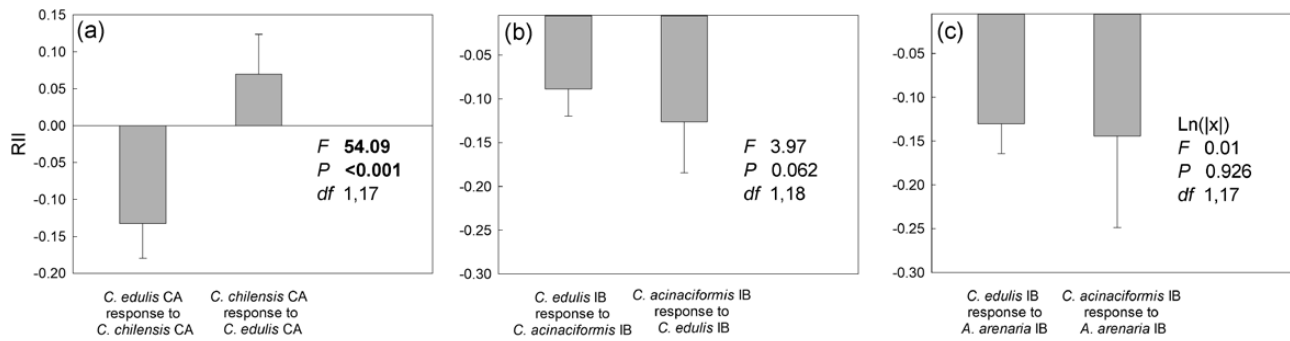 (a)
0.15
0.10
0.05
0.00
-0.05
-0.10
-0.15
-0.20
RII
F 54.09
P <0.001
df 1,17
C. edulis CA
response to
C. chilensis CA
C. chilensis CA
response to
C. edulis CA
(b)
-0.05
-0.10
-0.15
-0.20
-0.25
-0.30
F 3.97
P 0.062
df 1,18
C. edulis IB
response to
C. acinaciformis IB
C. acinaciformis IB
response to
C. edulis IB
(c)
-0.05
-0.10
-0.15
-0.20
-0.25
-0.30
Ln(|x|)
F 0.01
P 0.926
df 1,17
C. edulis IB
response to
A. arenaria IB
C. acinaciformis IB
response to
A. arenaria IB